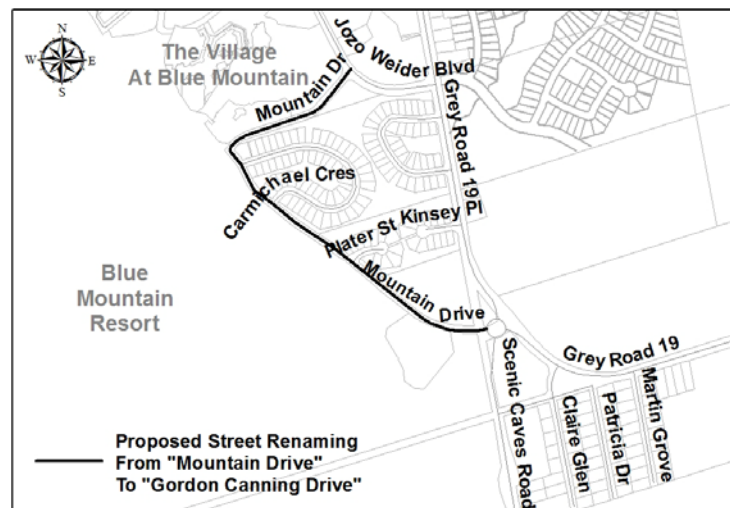 N
W
E
S
The Village
At Blue Mountain
Jozo Weider Blvd
Mountain Dr
Grey Road 19
Carmichael Cres
Plater St
Kinsey Pl
Blue
Mountain
Resort
Mountain Drive
Grey Road 19
Scenic Caves Road
Claire Glen
Patricia Dr
Martin Grove
Proposed Street Renaming
From "Mountain Drive"
To "Gordon Canning Drive"